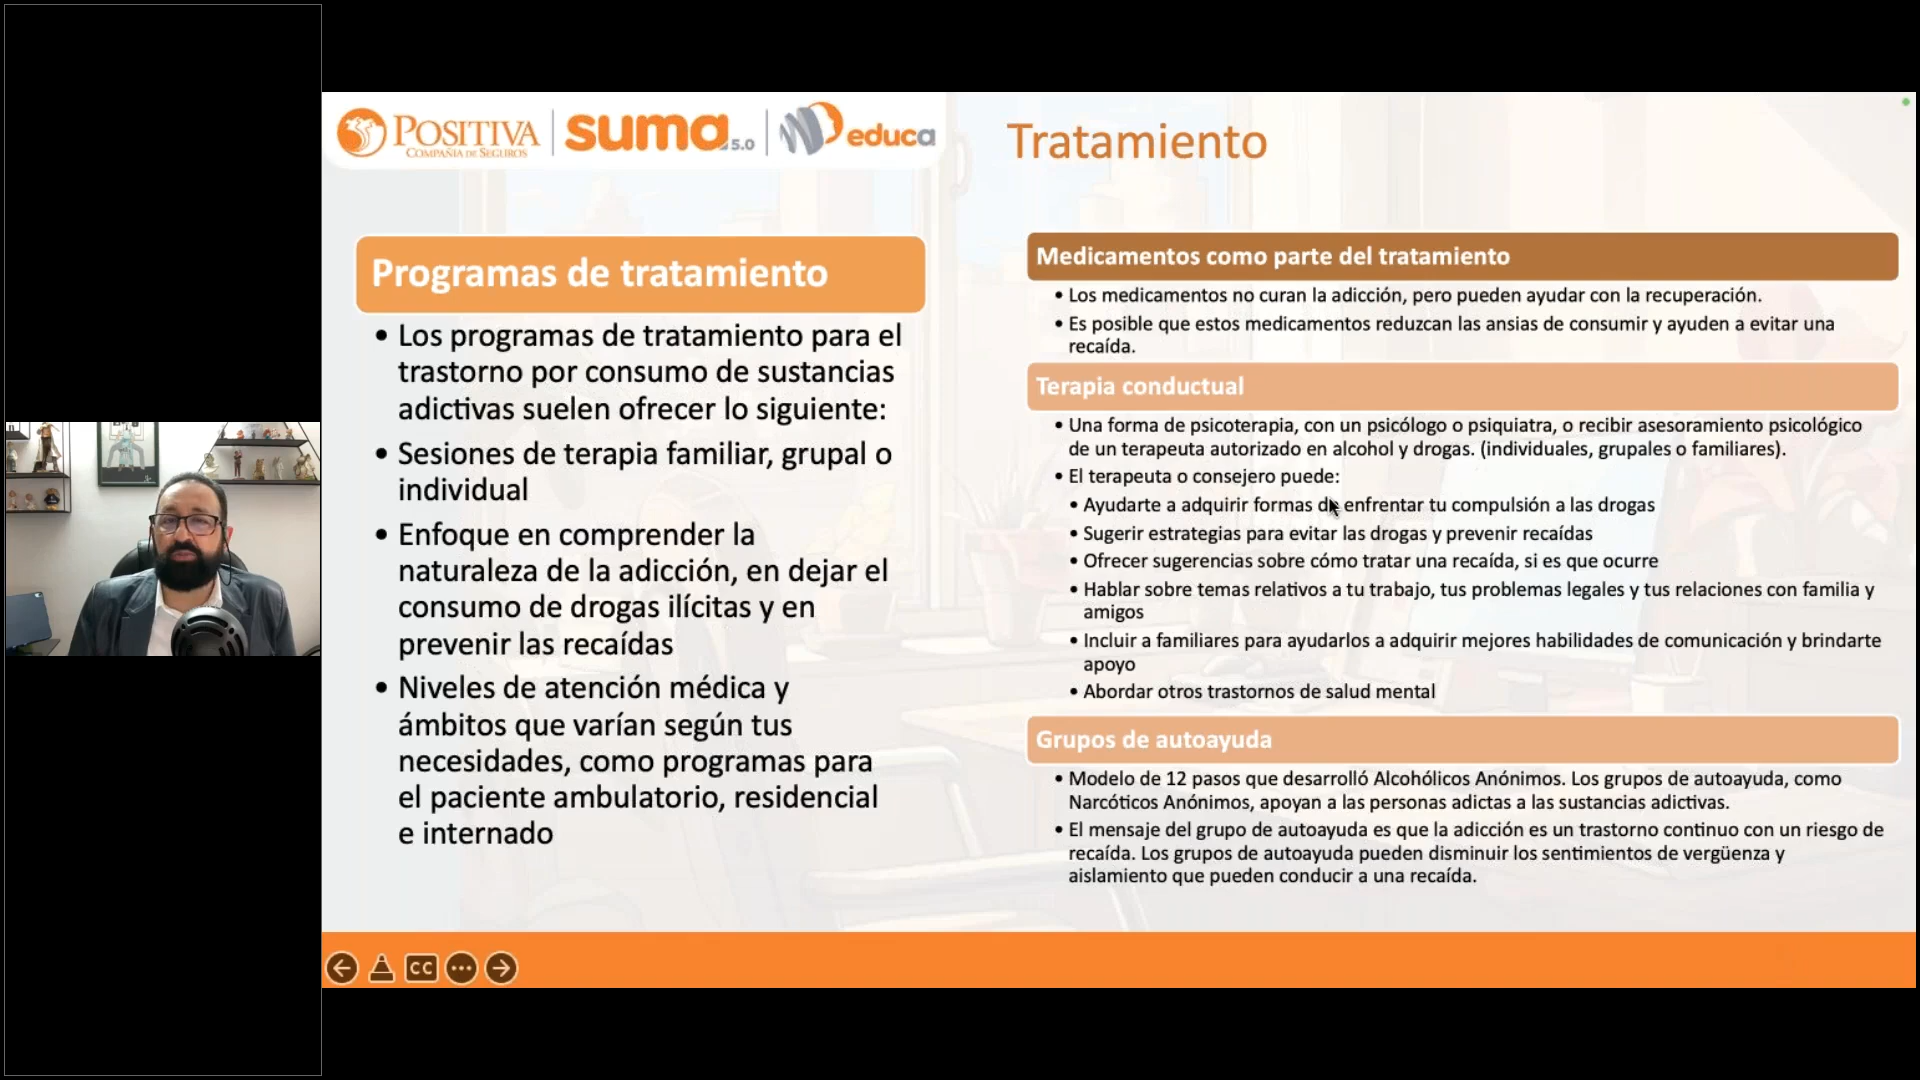 POSITIVA
COMPAÑÍA DE SEGUROS
suma 5.0
educa
Tratamiento
Programas de tratamiento
• Los programas de tratamiento para el
trastorno por consumo de sustancias
adictivas suelen ofrecer lo siguiente:
• Sesiones de terapia familiar, grupal o
individual
• Enfoque en comprender la
naturaleza de la adicción, en dejar el
consumo de drogas ilícitas y en
prevenir las recaídas
• Niveles de atención médica y
ámbitos que varían según tus
necesidades, como programas para
el paciente ambulatorio, residencial
e internado
Medicamentos como parte del tratamiento
• Los medicamentos no curan la adicción, pero pueden ayudar con la recuperación.
• Es posible que estos medicamentos reduzcan las ansias de consumir y ayuden a evitar una
recaída.
Terapia conductual
• Una forma de psicoterapia, con un psicólogo o psiquiatra, o recibir asesoramiento psicológico
de un terapeuta autorizado en alcohol y drogas. (individuales, grupales o familiares).
• El terapeuta o consejero puede:
• Ayudarte a adquirir formas de enfrentar tu compulsión a las drogas
• Sugerir estrategias para evitar las drogas y prevenir recaídas
• Ofrecer sugerencias sobre cómo tratar una recaída, si es que ocurre
• Hablar sobre temas relativos a tu trabajo, tus problemas legales y tus relaciones con familia y
amigos
• Incluir a familiares para ayudarlos a adquirir mejores habilidades de comunicación y brindarte
apoyo
• Abordar otros trastornos de salud mental
Grupos de autoayuda
• Modelo de 12 pasos que desarrolló Alcohólicos Anónimos. Los grupos de autoayuda, como
Narcóticos Anónimos, apoyan a las personas adictas a las sustancias adictivas.
• El mensaje del grupo de autoayuda es que la adicción es un trastorno continuo con un riesgo de
recaída. Los grupos de autoayuda pueden disminuir los sentimientos de vergüenza y
aislamiento que pueden conducir a una recaída.
CC